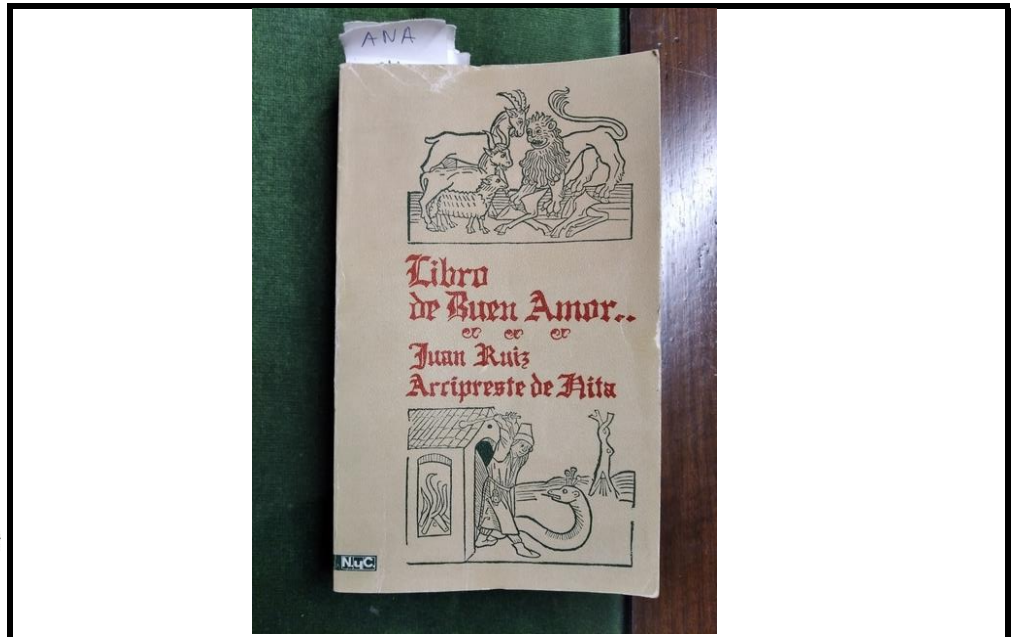 ANA
Libro
de Buen Amor..
Juan Ruiz
Arcipreste de Hita
N.yC.